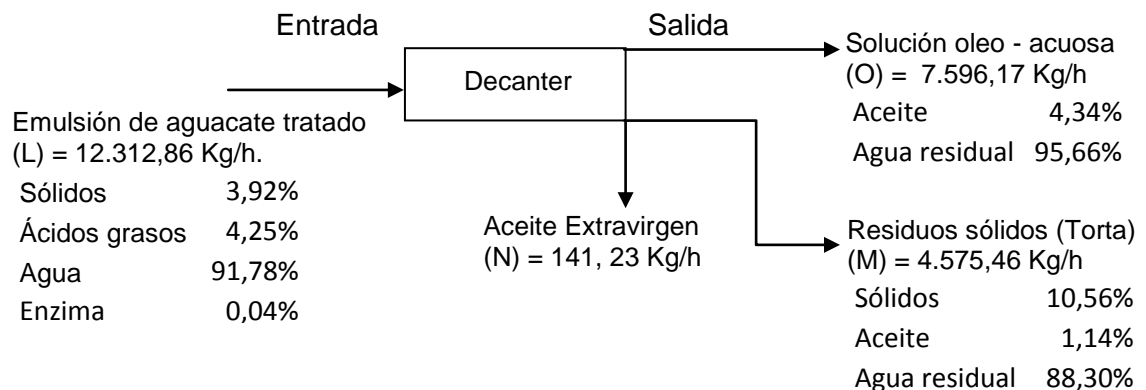 Entrada
Salida
Decanter
Emulsión de aguacate tratado
(L) = 12.312,86 Kg/h.
Sólidos 3,92%
Ácidos grasos 4,25%
Agua 91,78%
Enzima 0,04%
Aceite Extravirgen
(N) = 141, 23 Kg/h
Solución oleo - acuosa
(O) = 7.596,17 Kg/h
Aceite 4,34%
Agua residual 95,66%
Residuos sólidos (Torta)
(M) = 4.575,46 Kg/h
Sólidos 10,56%
Aceite 1,14%
Agua residual 88,30%